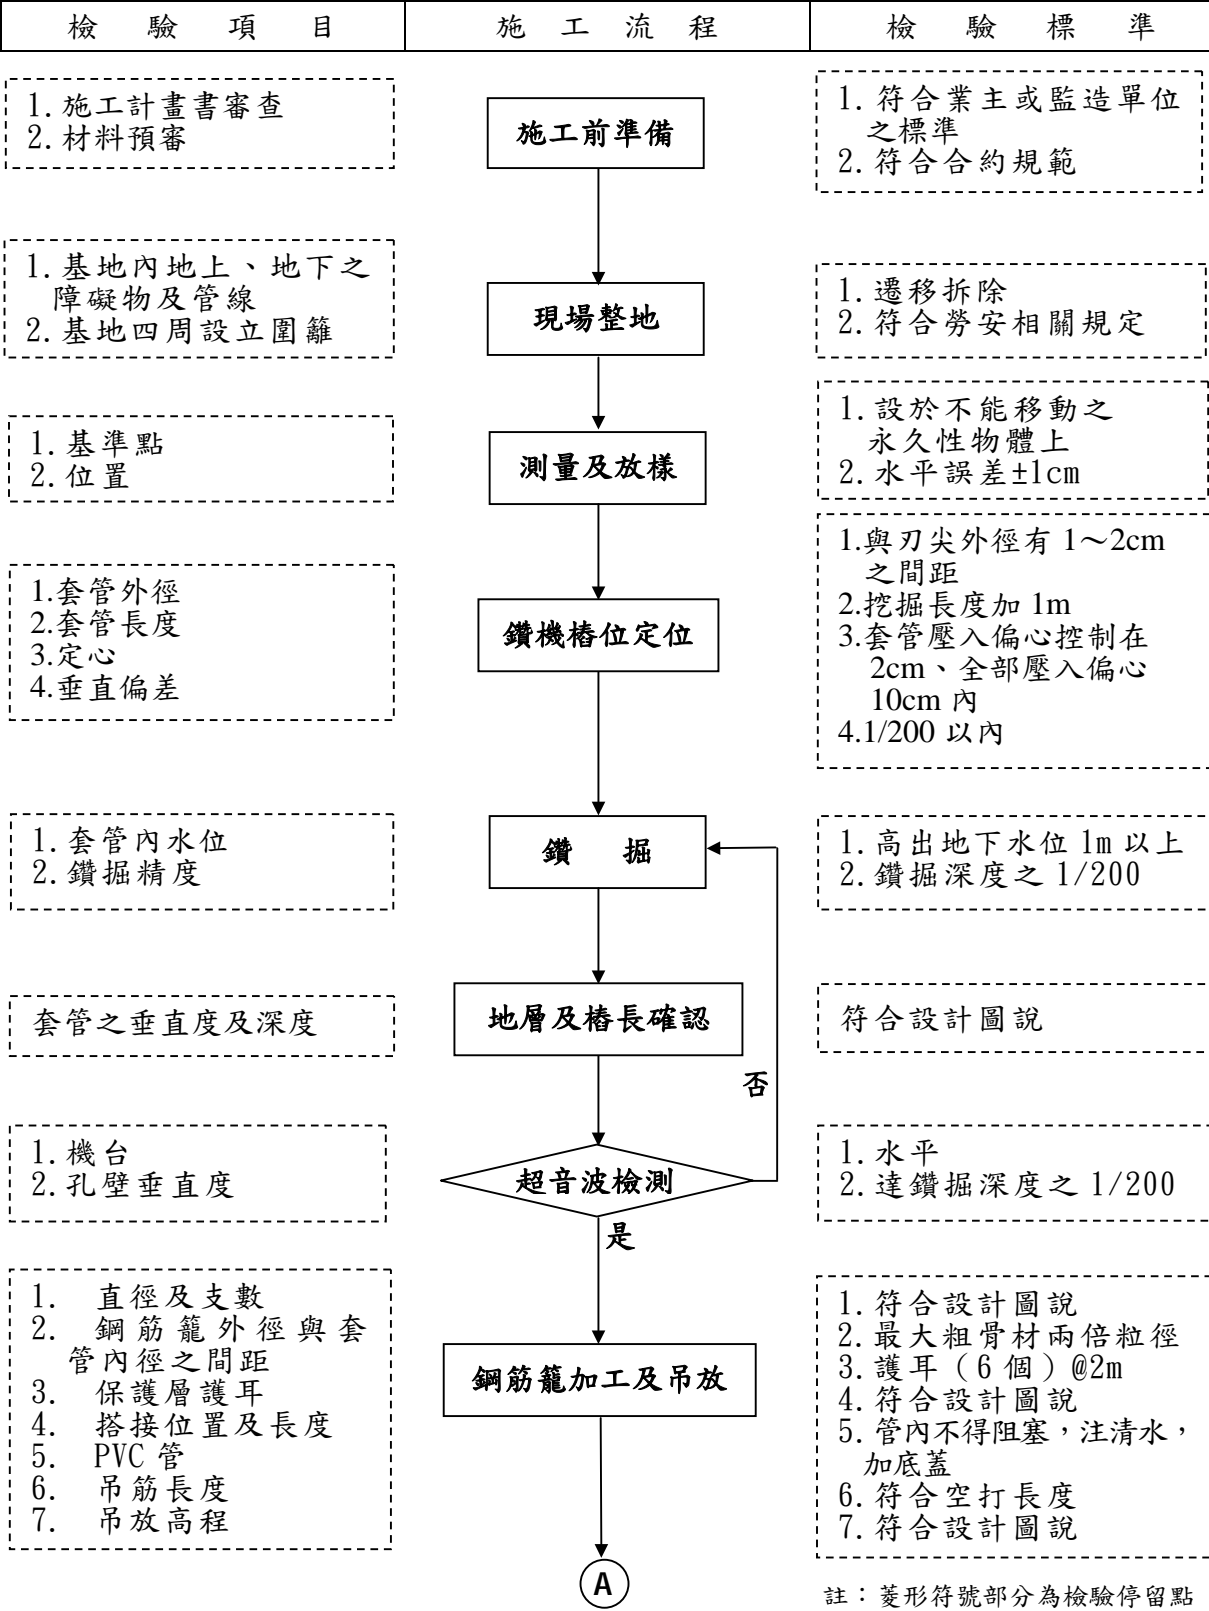 檢驗項目 施工流程 檢驗標準
1. 施工計畫書審查
2. 材料預審
施工前準備
1. 符合業主或監造單位
之標準
2. 符合合約規範
1. 基地內地上、地下之
障礙物及管線
2. 基地四周設立圍籬
現場整地
1. 遷移拆除
2. 符合勞安相關規定
1. 基準點
2. 位置
測量及放樣
1. 設於不能移動之
永久性物體上
2. 水平誤差±1cm
1.套管外徑
2.套管長度
3.定心
4.垂直偏差
鑽機樁位定位
1.與刃尖外徑有 1～2cm
之間距
2.挖掘長度加 1m
3.套管壓入偏心控制在
2cm、全部壓入偏心
10cm 內
4.1/200 以內
1. 套管內水位
2. 鑽掘精度
鑽掘
1. 高出地下水位 1m 以上
2. 鑽掘深度之 1/200
套管之垂直度及深度
地層及樁長確認
符合設計圖說
否
1. 機台
2. 孔壁垂直度
超音波檢測
1. 水平
2. 達鑽掘深度之 1/200
是
1. 直徑及支數
2. 鋼筋籠外徑與套
管內徑之間距
3. 保護層護耳
4. 搭接位置及長度
5. PVC 管
6. 吊筋長度
7. 吊放高程
鋼筋籠加工及吊放
1. 符合設計圖說
2. 最大粗骨材兩倍粒徑
3. 護耳（6 個）@2m
4. 符合設計圖說
5. 管內不得阻塞，注清水，
加底蓋
6. 符合空打長度
7. 符合設計圖說
A
註：菱形符號部分為檢驗停留點